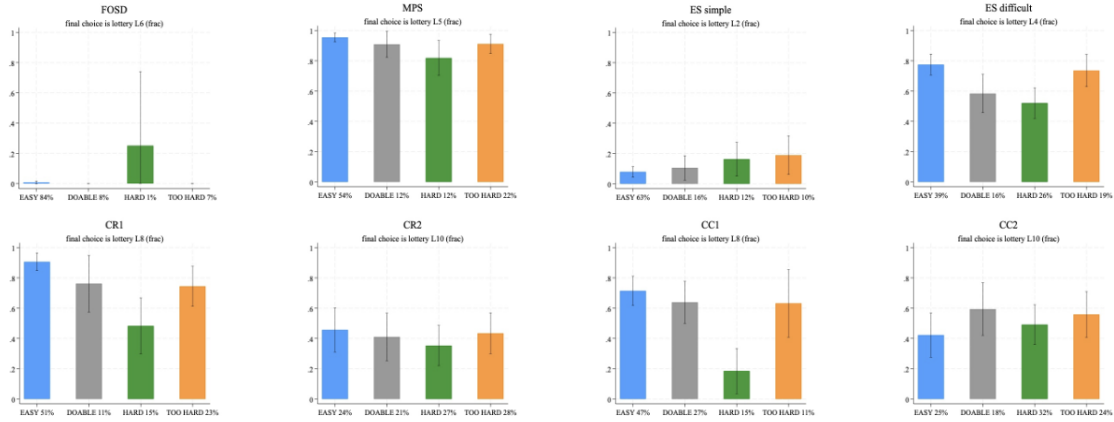 FOSD
final choice is lottery L6 (frac)
1
.8
.6
.4
.2
0
EASY 84% DOABLE 8% HARD 1% TOO HARD 7%
MPS
final choice is lottery L5 (frac)
1
.8
.6
.4
.2
0
EASY 54% DOABLE 12% HARD 12% TOO HARD 22%
ES simple
final choice is lottery L2 (frac)
1
.8
.6
.4
.2
0
EASY 63% DOABLE 16% HARD 12% TOO HARD 10%
ES difficult
final choice is lottery L4 (frac)
1
.8
.6
.4
.2
0
EASY 39% DOABLE 16% HARD 26% TOO HARD 19%
CR1
final choice is lottery L8 (frac)
1
.8
.6
.4
.2
0
EASY 51% DOABLE 11% HARD 15% TOO HARD 23%
CR2
final choice is lottery L10 (frac)
1
.8
.6
.4
.2
0
EASY 24% DOABLE 21% HARD 27% TOO HARD 28%
CC1
final choice is lottery L8 (frac)
1
.8
.6
.4
.2
0
EASY 47% DOABLE 27% HARD 15% TOO HARD 11%
CC2
final choice is lottery L10 (frac)
1
.8
.6
.4
.2
0
EASY 25% DOABLE 18% HARD 32% TOO HARD 24%